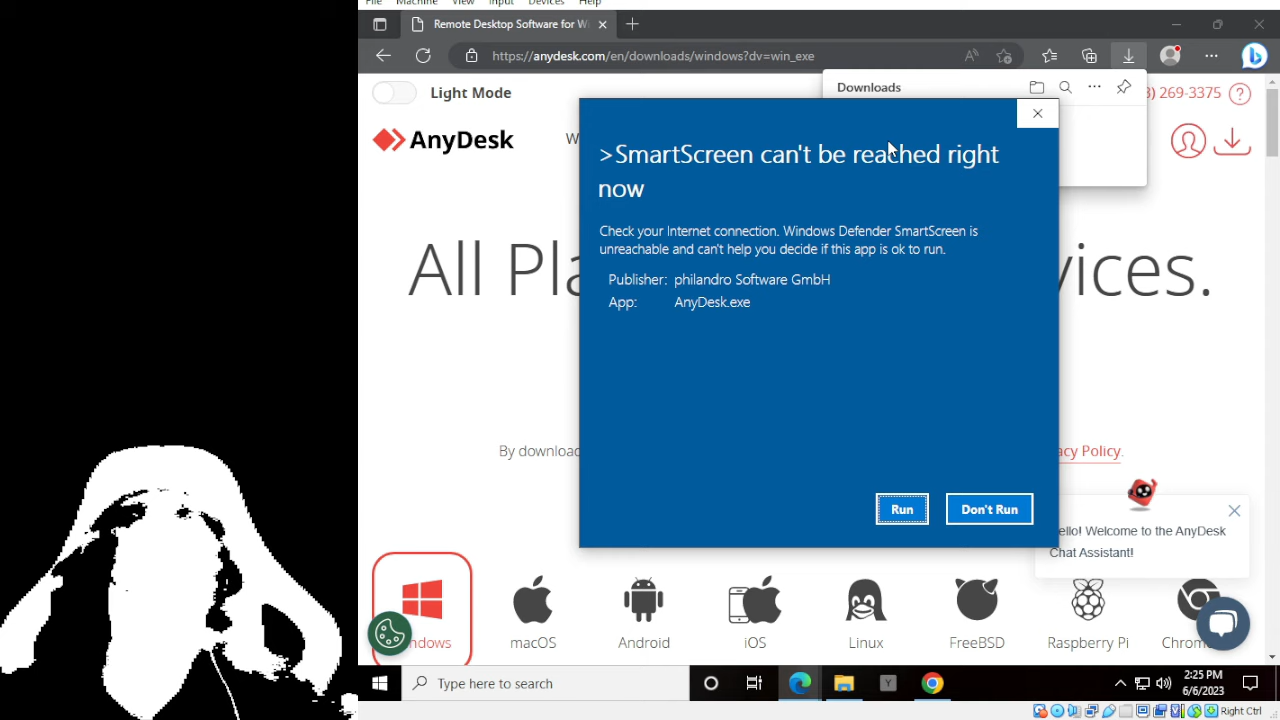 File Machine View Input Devices Help
Remote Desktop Software for Wi
https://anydesk.com/en/downloads/windows?dv=win_exe
Light Mode
Downloads
3) 269-3375
AnyDesk
W
>SmartScreen can't be reached right
now
Check your Internet connection. Windows Defender SmartScreen is
unreachable and can't help you decide if this app is ok to run.
Publisher: philandro Software GmbH
App: AnyDesk.exe
All Pla
vices.
By download
acy Policy.
Run
Don't Run
ello! Welcome to the AnyDesk
Chat Assistant!
ndows
macOS
Android
iOS
Linux
FreeBSD
Raspberry Pi
Chrom
Type here to search
2:25 PM
6/6/2023
Right Ctrl